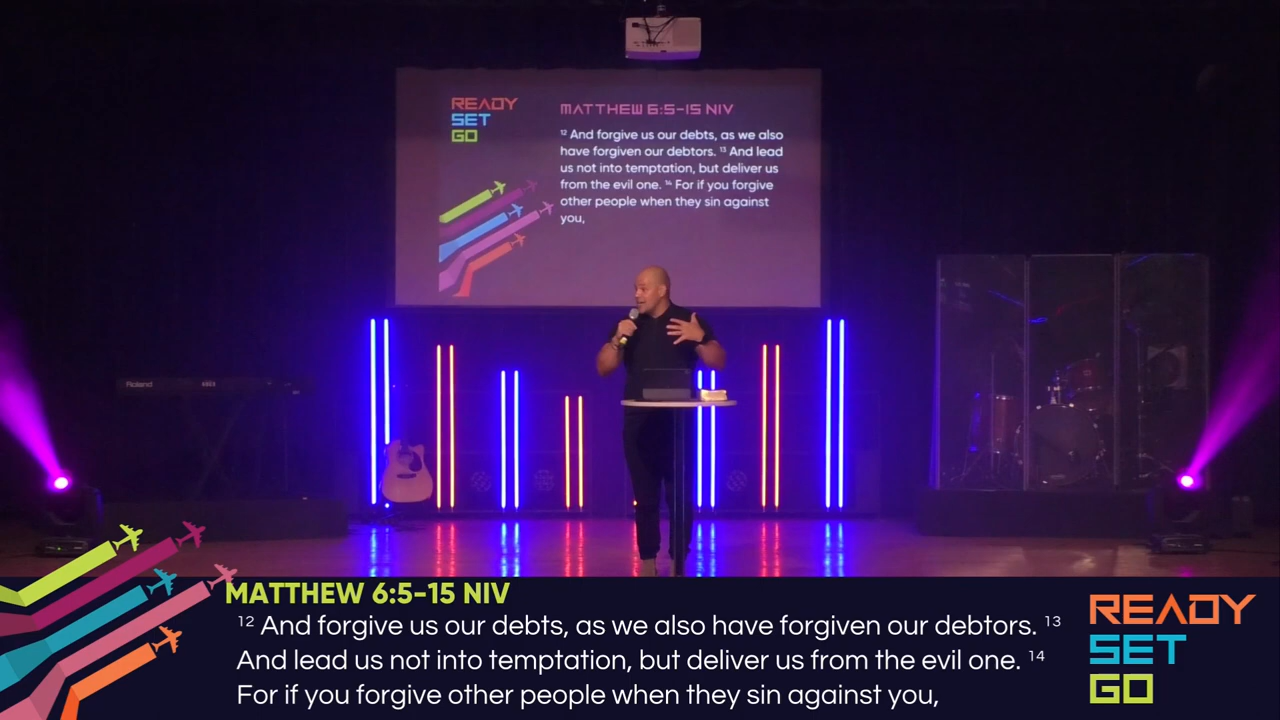 READY
SET
GO
MATTHEW 6:5-15 NIV
12 And forgive us our debts, as we also
have forgiven our debtors. 13 And lead
us not into temptation, but deliver us
from the evil one. 14 For if you forgive
other people when they sin against
you,
Roland
MATTHEW 6:5-15 NIV
12 And forgive us our debts, as we also have forgiven our debtors. 13
And lead us not into temptation, but deliver us from the evil one. 14
For if you forgive other people when they sin against you,
READY
SET
GO